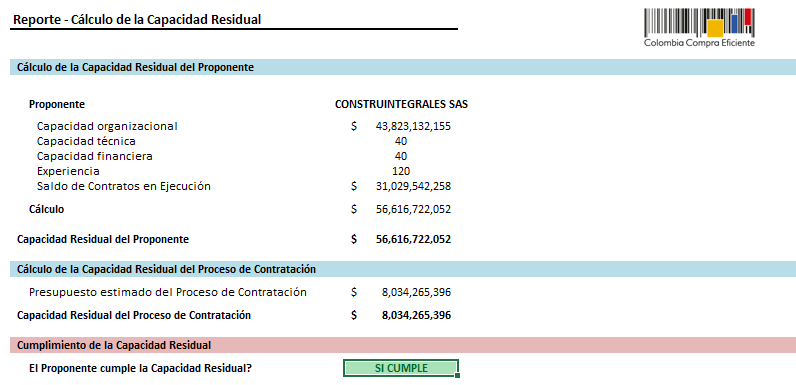 Reporte - Cálculo de la Capacidad Residual
Colombia Compra Eficiente
Cálculo de la Capacidad Residual del Proponente
Proponente CONSTRUINTEGRALES SAS
Capacidad organizacional $ 43,823,132,155
Capacidad técnica 40
Capacidad financiera 40
Experiencia 120
Saldo de Contratos en Ejecución $ 31,029,542,258
Cálculo $ 56,616,722,052
Capacidad Residual del Proponente $ 56,616,722,052
Cálculo de la Capacidad Residual del Proceso de Contratación
Presupuesto estimado del Proceso de Contratación $ 8,034,265,396
Capacidad Residual del Proceso de Contratación $ 8,034,265,396
Cumplimiento de la Capacidad Residual
El Proponente cumple la Capacidad Residual? SI CUMPLE